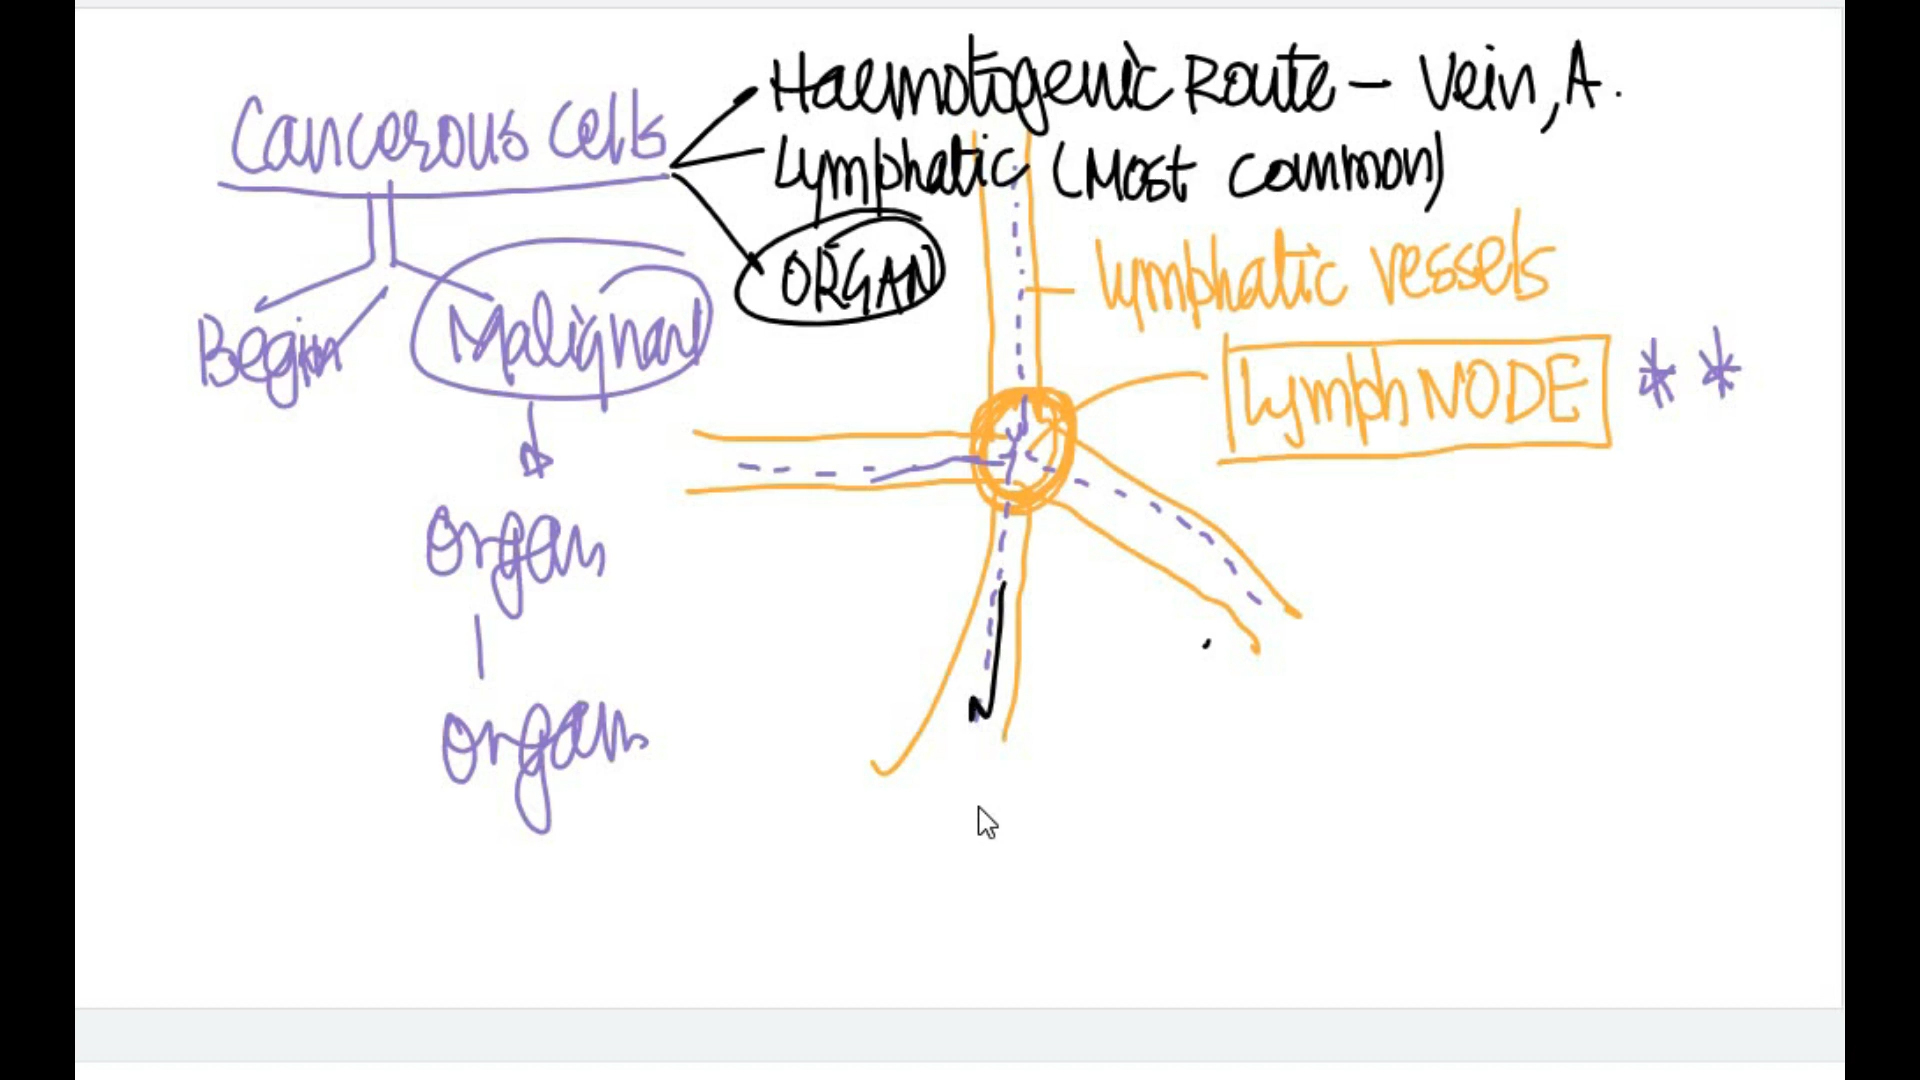 Haemotogenic Route - Vein, A.
Cancerous Cells
Lymphatic (Most common)
ORGAN
lymphatic vessels
Begin
Malignant
Lymph NODE **
organ
organ